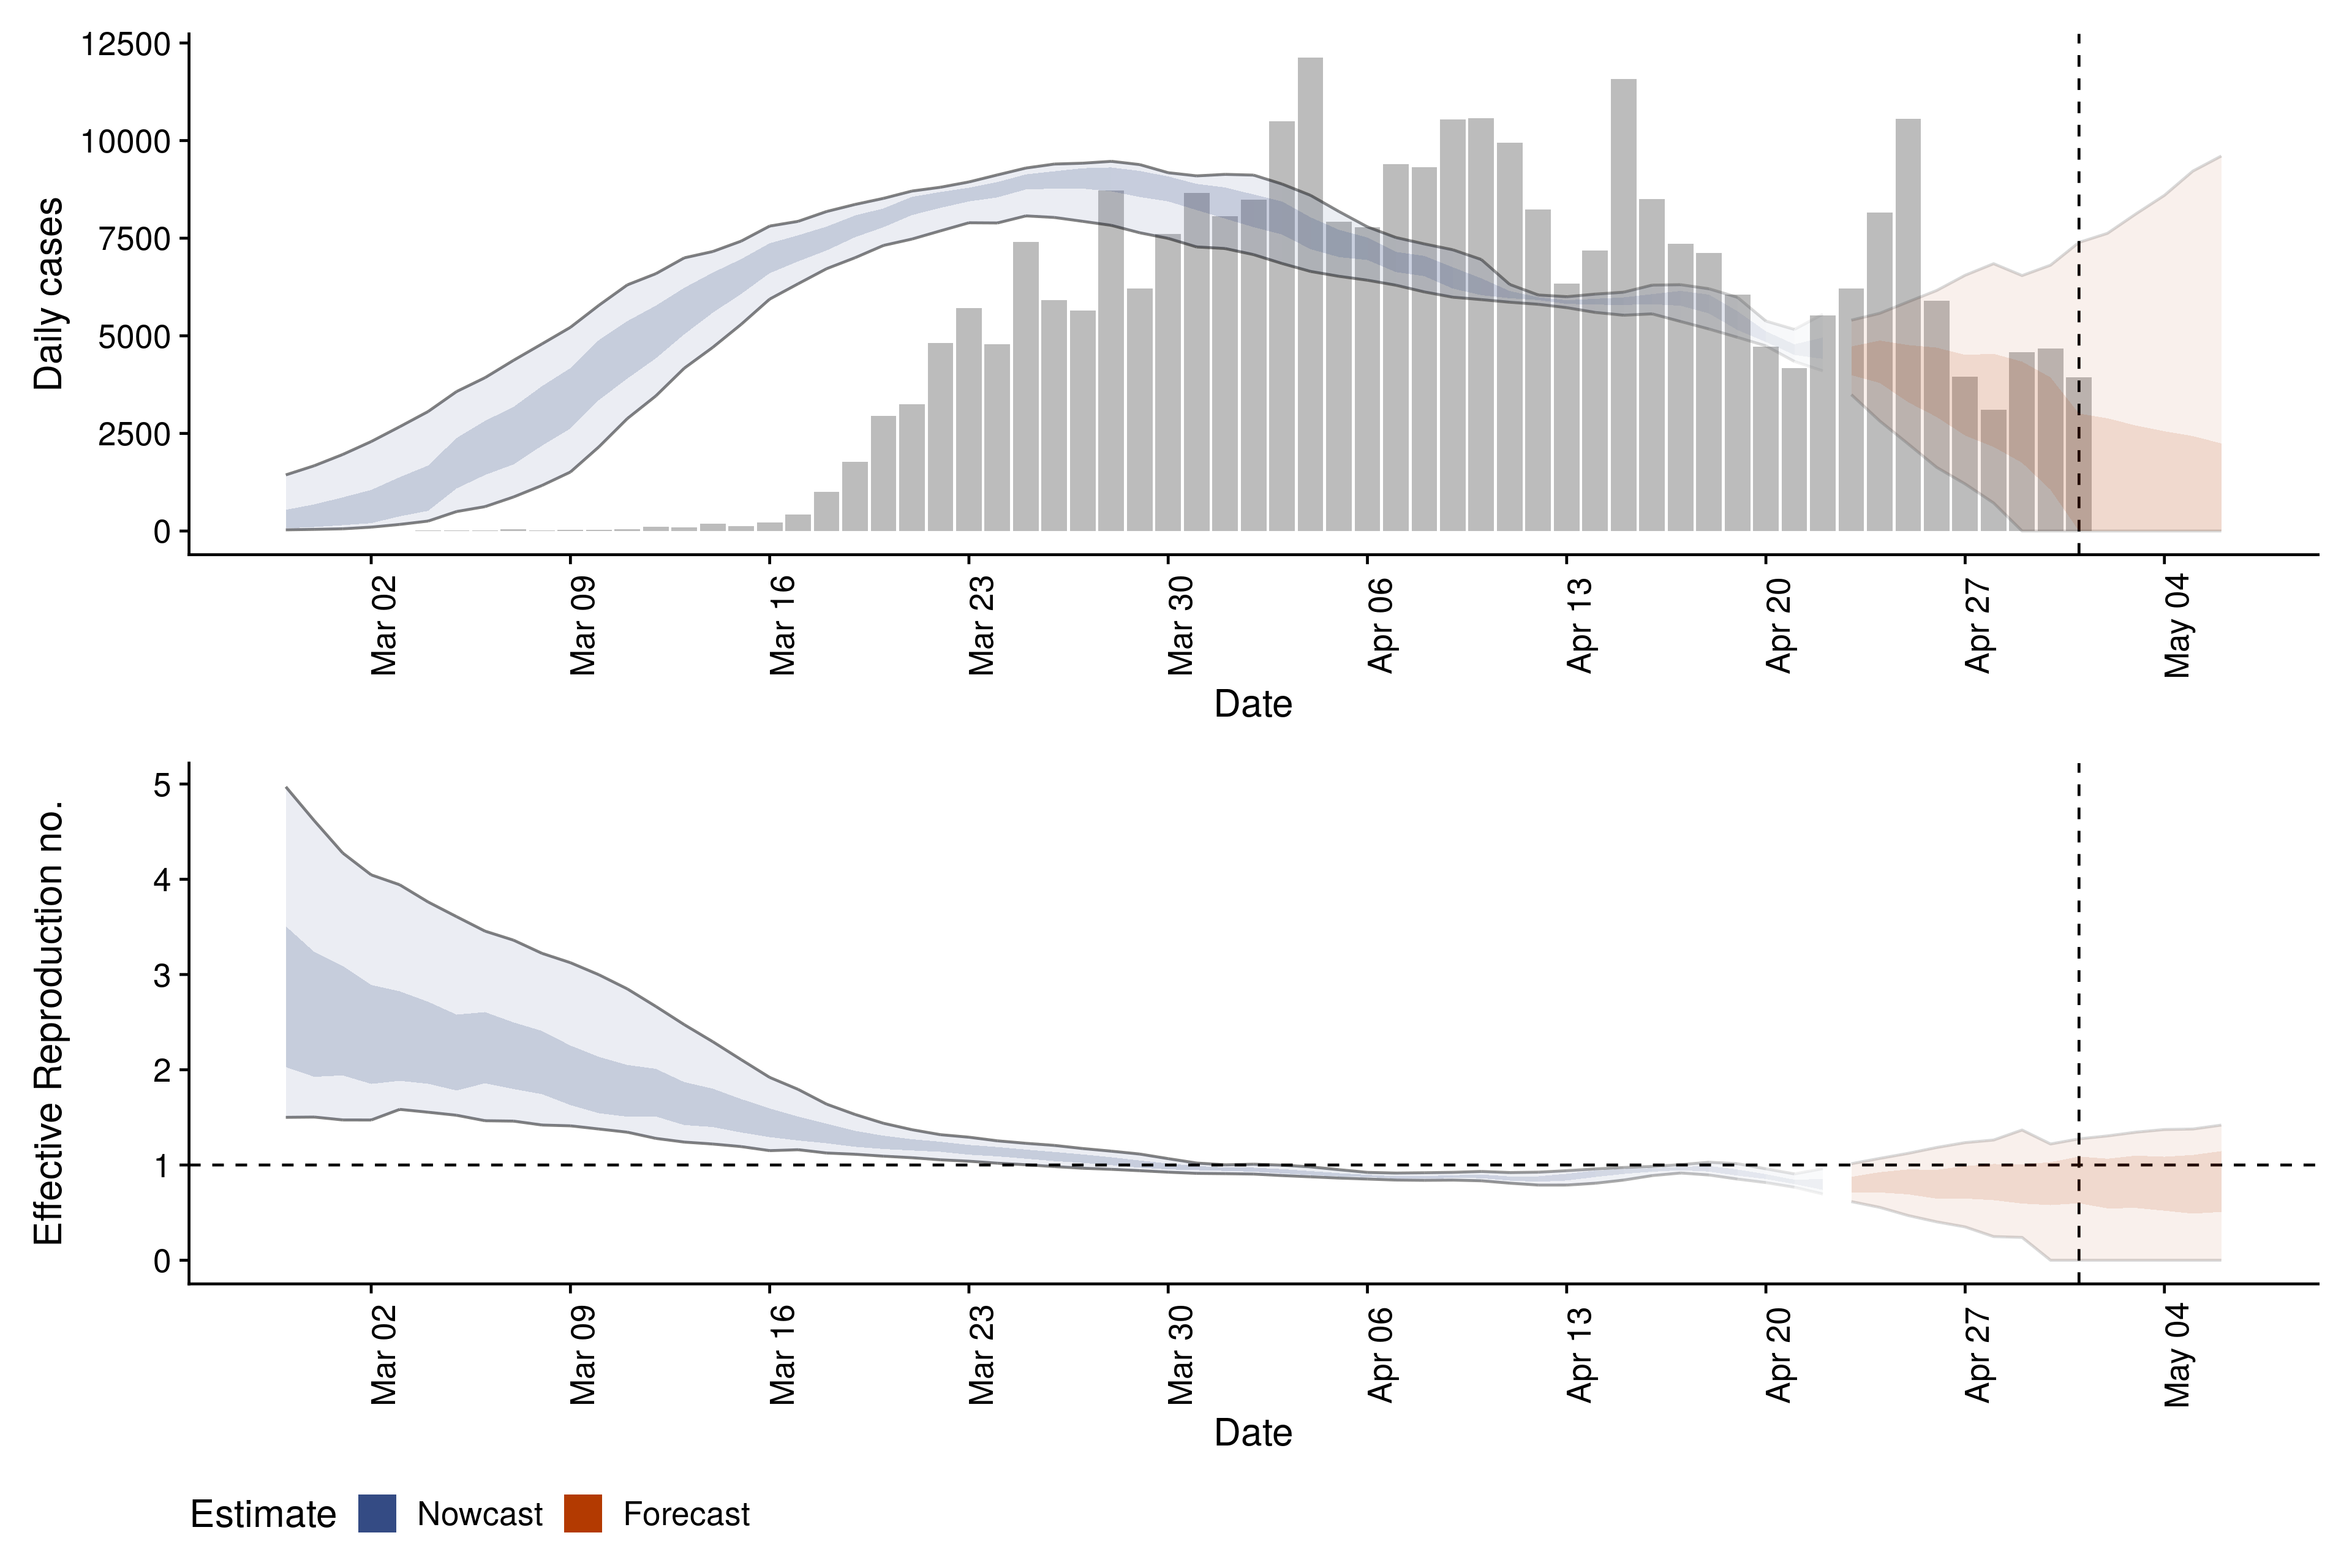 12500
10000
7500
5000
2500
0
Daily cases
Mar 02
Mar 09
Mar 16
Mar 23
Mar 30
Apr 06
Apr 13
Apr 20
Apr 27
May 04
Date
5
4
3
2
1
0
Effective Reproduction no.
Mar 02
Mar 09
Mar 16
Mar 23
Mar 30
Apr 06
Apr 13
Apr 20
Apr 27
May 04
Date
Estimate Nowcast Forecast